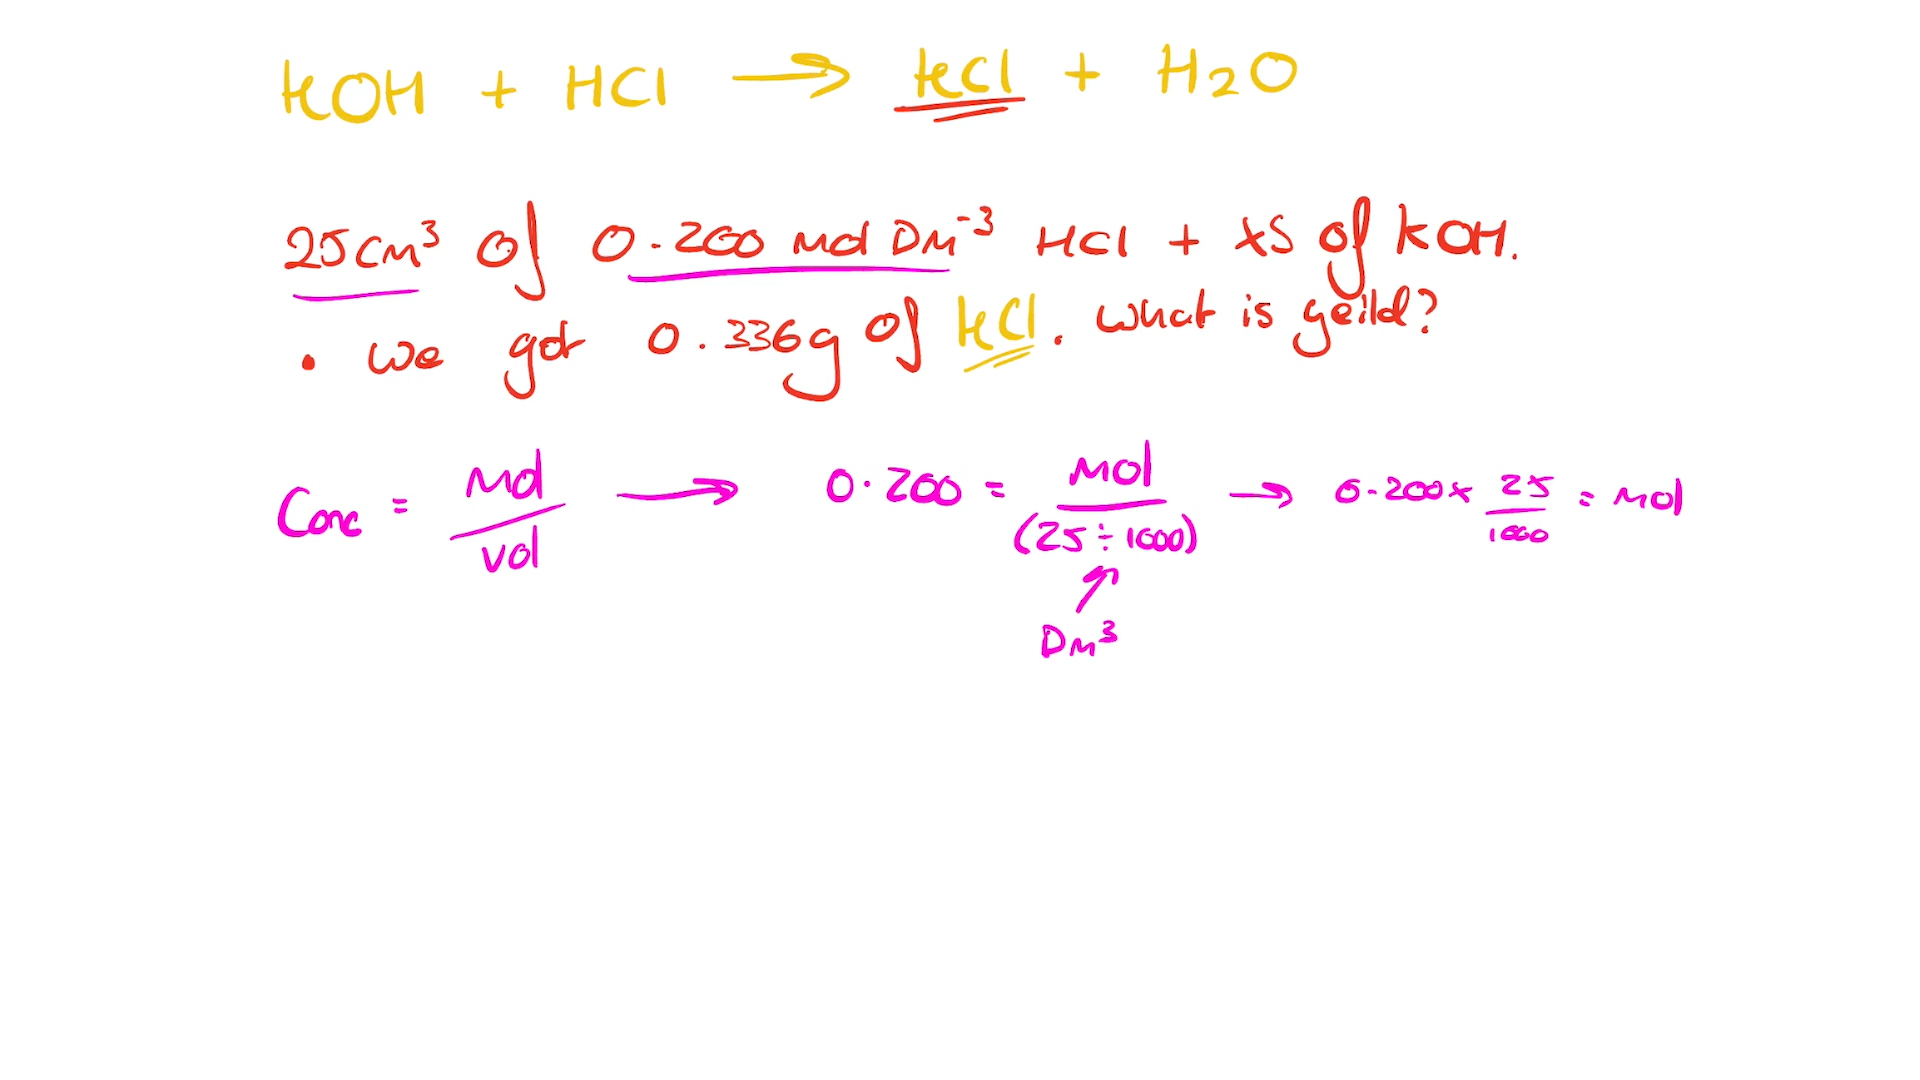 KOH + HCl → KCl + H2O
25cm³ of 0.200 mol Dm⁻³ HCl + XS of KOH.
• We got 0.336g of KCl. What is yeild?
Conc = Mol/Vol → 0.200 = Mol/(25÷1000) → 0.200 x 25/1000 = Mol
Dm³